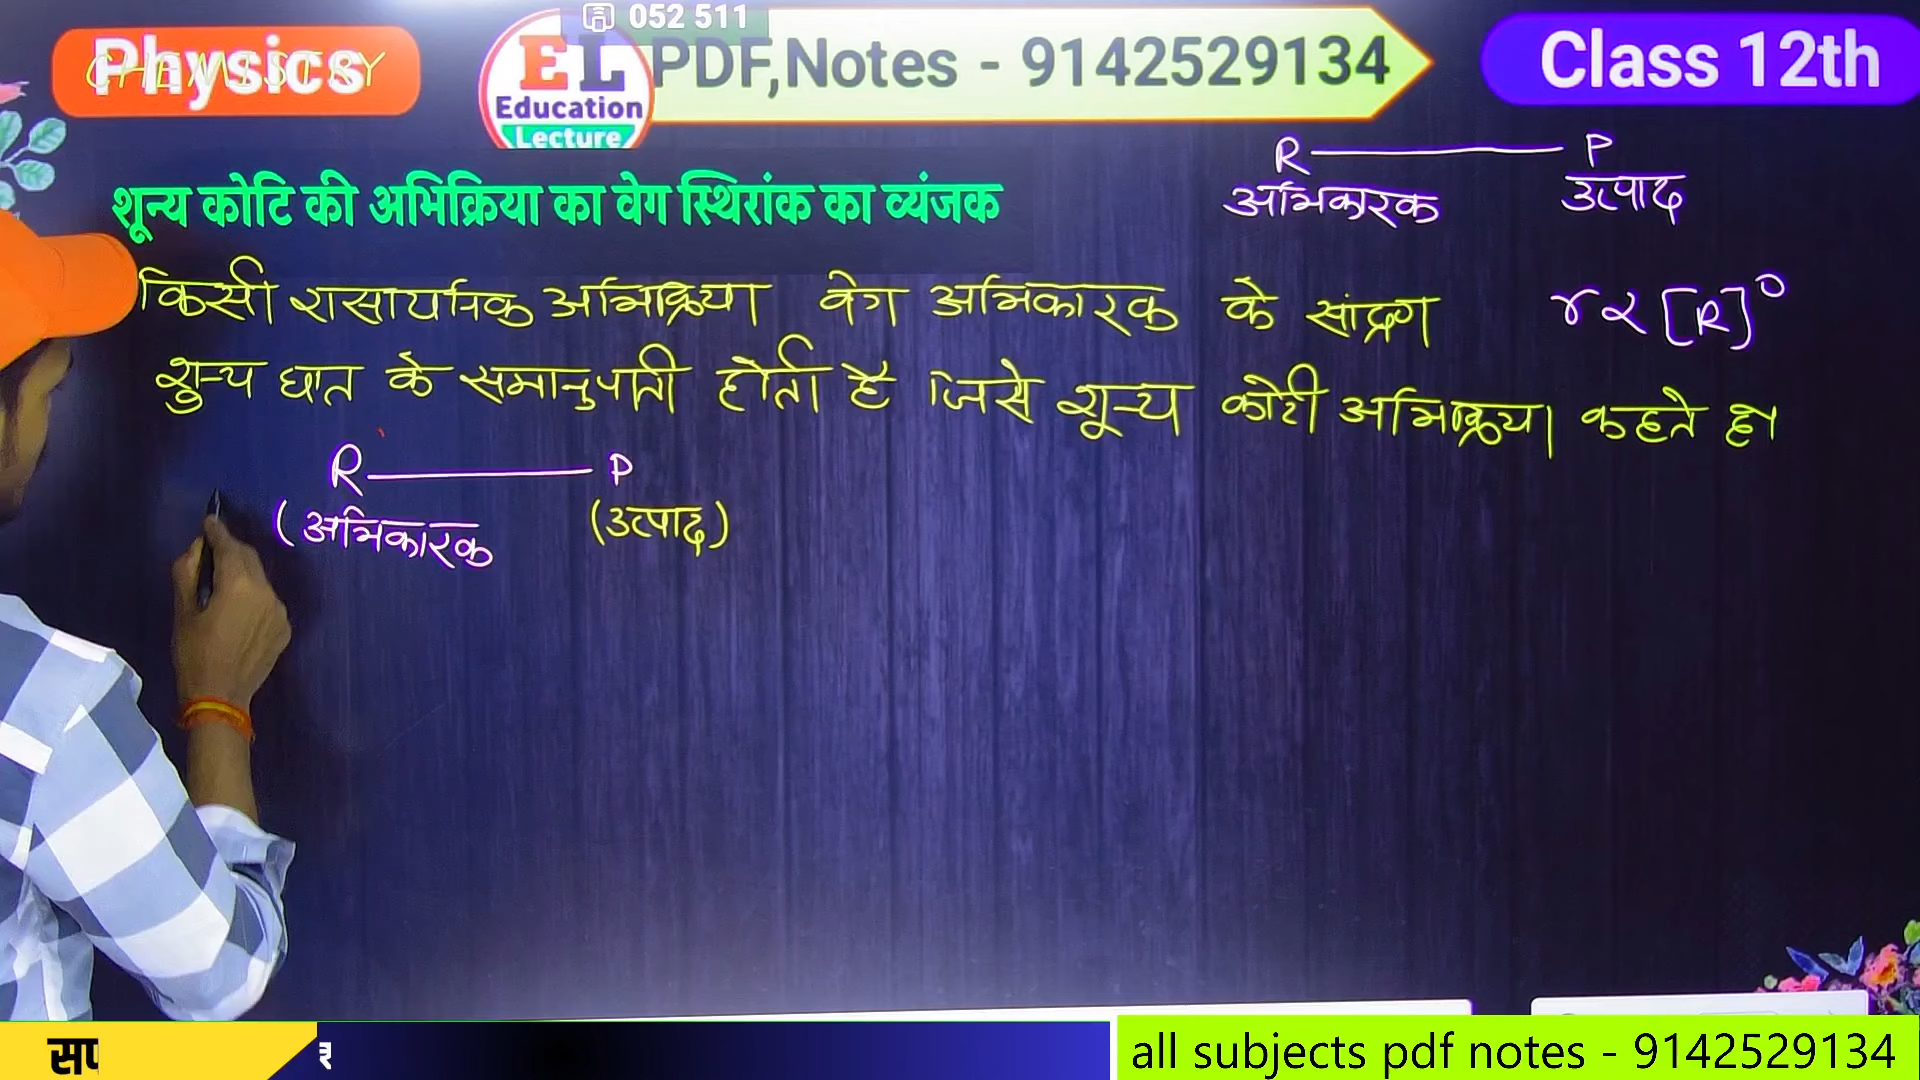 052 511
Physics
CHEMISTRY
EL
Education
Lecture
PDF,Notes - 9142529134
Class 12th
R ———— P
अभिकारक उत्पाद
शून्य कोटि की अभिक्रिया का वेग स्थिरांक का व्यंजक
किसी रासायनिक अभिक्रिया वेग अभिकारक के सांद्रण
r ∝ [R]⁰
शुन्य घात के समानुपाती होती है जिसे शून्य कोटी अभिक्रिया कहते है।
R ———— P
(अभिकारक (उत्पाद)
all subjects pdf notes - 9142529134